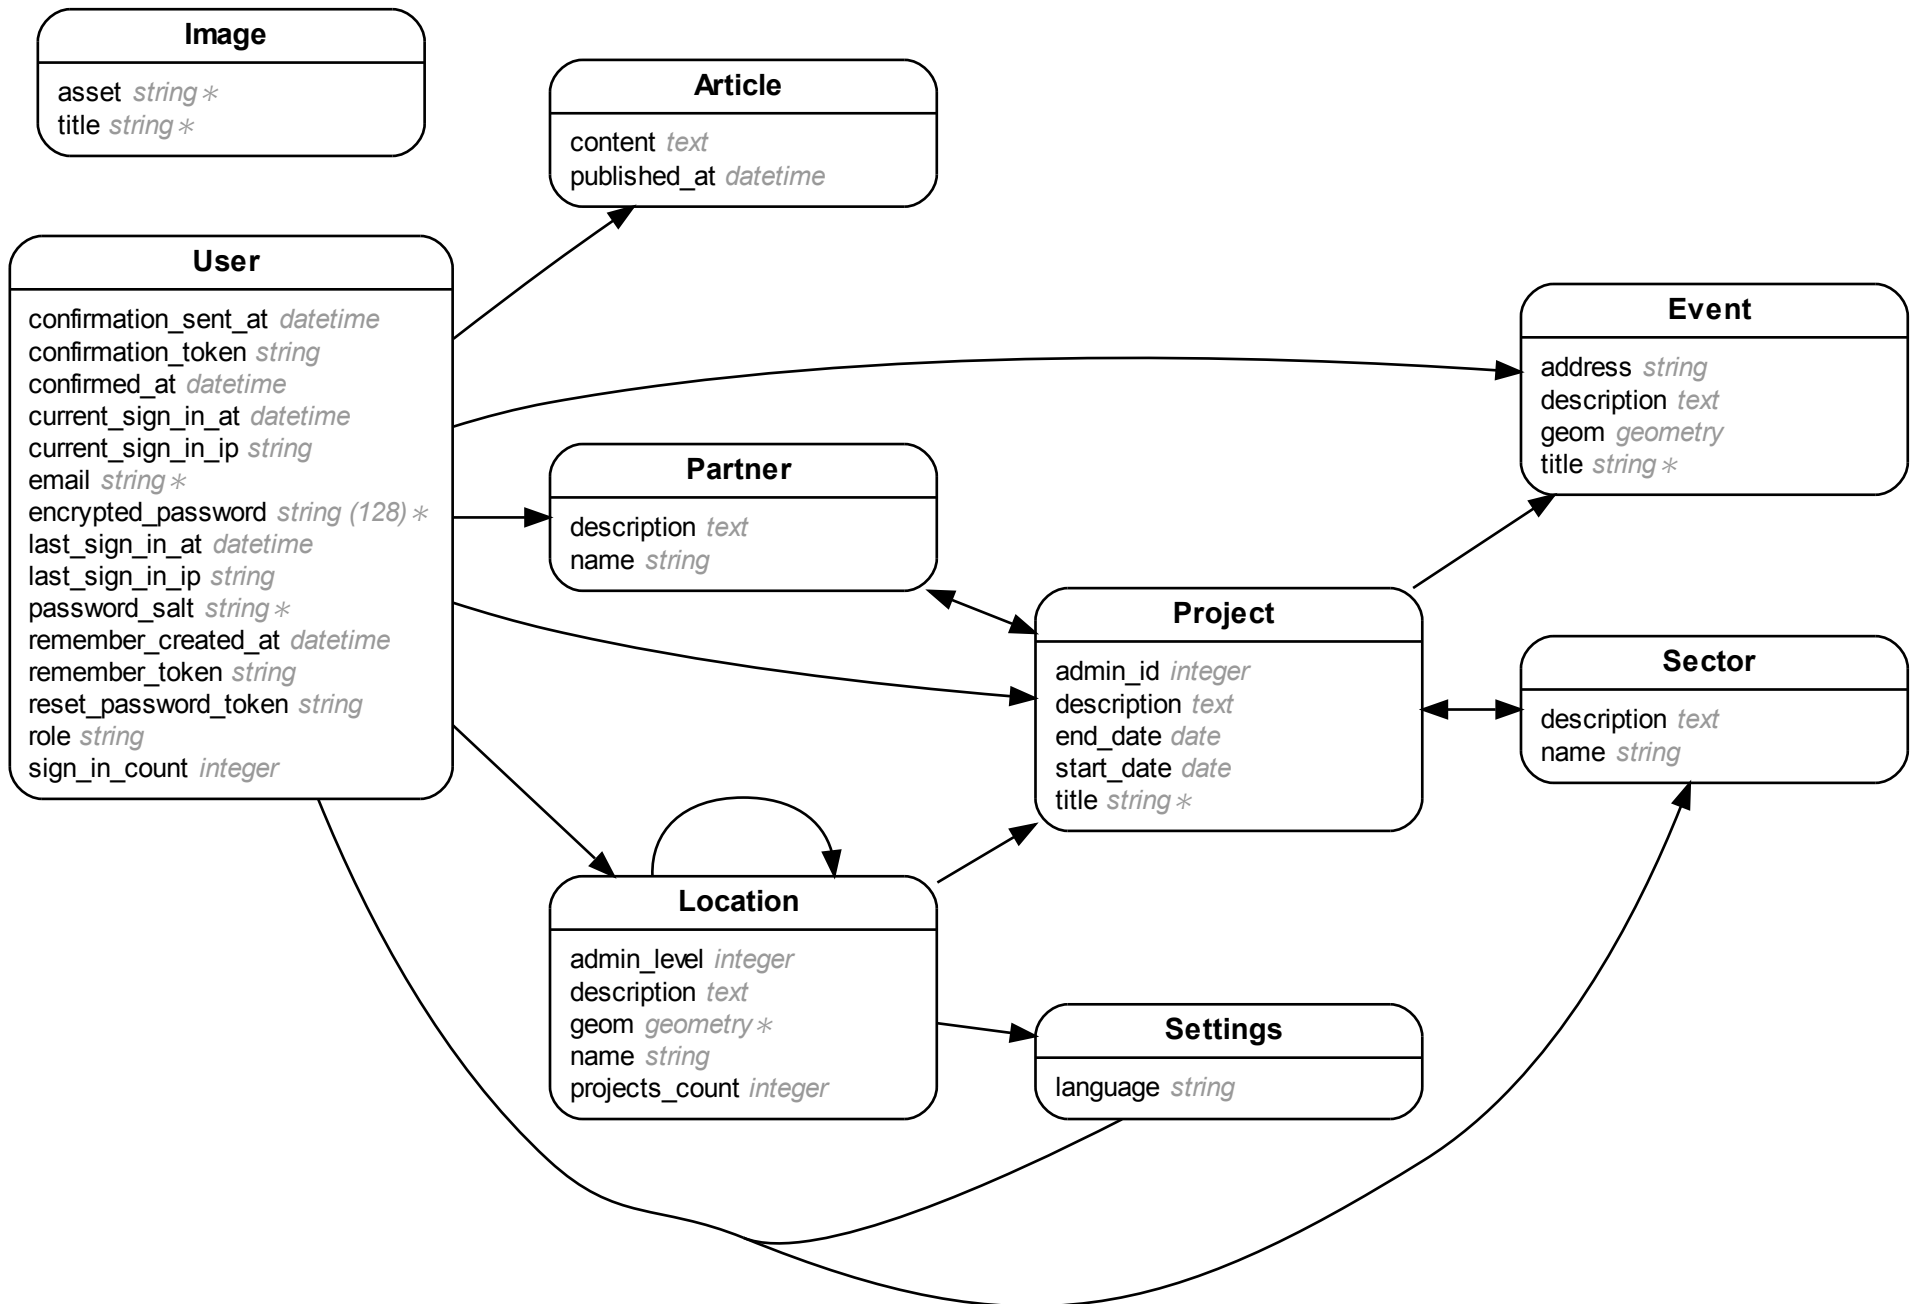 Image
asset string*
title string*
Article
content text
published_at datetime
User
confirmation_sent_at datetime
confirmation_token string
confirmed_at datetime
current_sign_in_at datetime
current_sign_in_ip string
email string*
encrypted_password string (128)*
last_sign_in_at datetime
last_sign_in_ip string
password_salt string*
remember_created_at datetime
remember_token string
reset_password_token string
role string
sign_in_count integer
Event
address string
description text
geom geometry
title string*
Partner
description text
name string
Project
admin_id integer
description text
end_date date
start_date date
title string*
Sector
description text
name string
Location
admin_level integer
description text
geom geometry*
name string
projects_count integer
Settings
language string